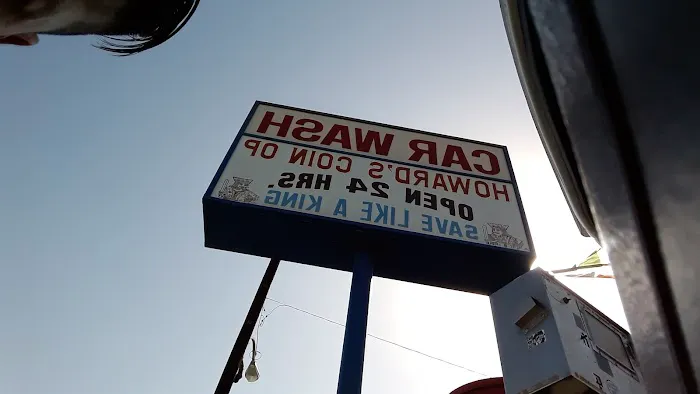 CAR WASH
HOWARD'S COIN OP
OPEN 24 HRS.
SAVE LIKE A KING